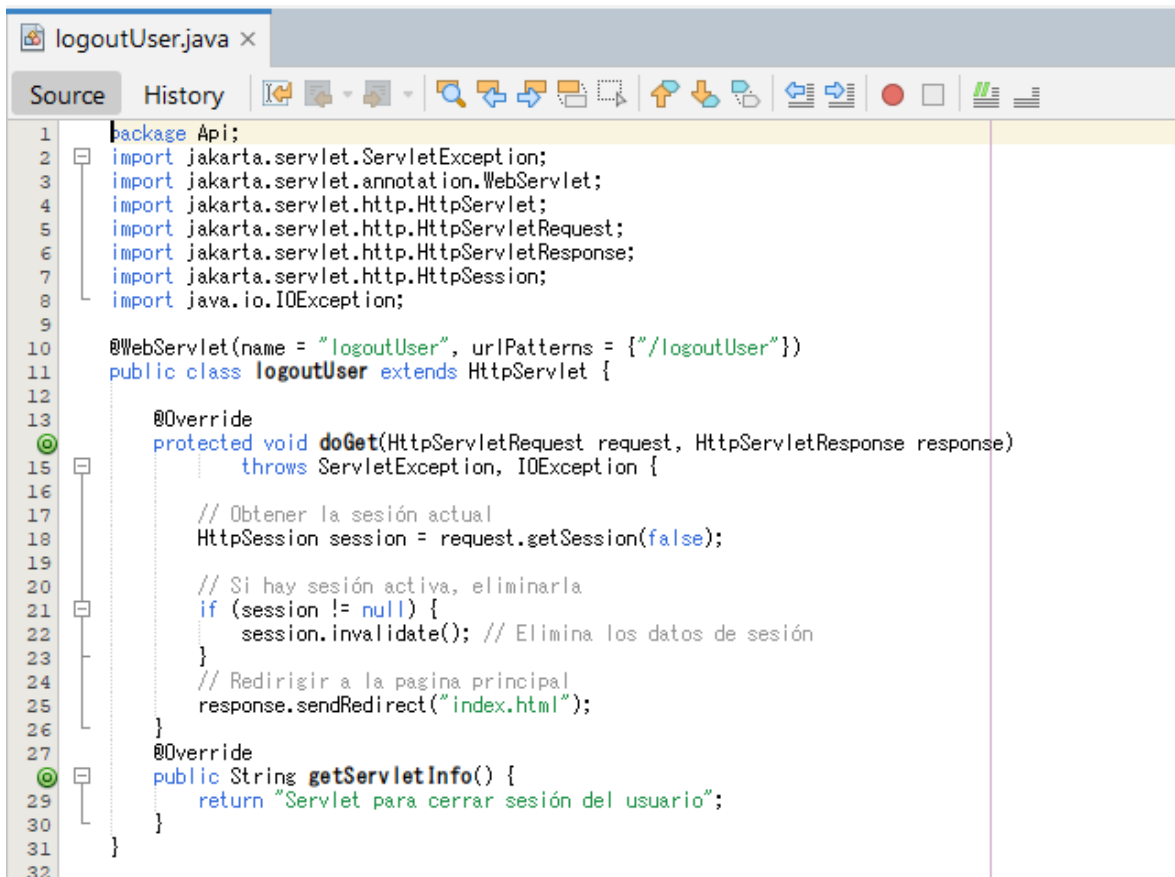 logoutUser.java ×
Source History
1 package Api;
2 import jakarta.servlet.ServletException;
3 import jakarta.servlet.annotation.WebServlet;
4 import jakarta.servlet.http.HttpServlet;
5 import jakarta.servlet.http.HttpServletRequest;
6 import jakarta.servlet.http.HttpServletResponse;
7 import jakarta.servlet.http.HttpSession;
8 import java.io.IOException;
9
10 @WebServlet(name = "logoutUser", urlPatterns = {"/logoutUser"})
11 public class logoutUser extends HttpServlet {
12
13 @Override
protected void doGet(HttpServletRequest request, HttpServletResponse response)
15 throws ServletException, IOException {
16
17 // Obtener la sesión actual
18 HttpSession session = request.getSession(false);
19
20 // Si hay sesión activa, eliminarla
21 if (session != null) {
22 session.invalidate(); // Elimina los datos de sesión
23 }
24 // Redirigir a la pagina principal
25 response.sendRedirect("index.html");
26 }
27 @Override
public String getServletInfo() {
29 return "Servlet para cerrar sesión del usuario";
30 }
31 }
32